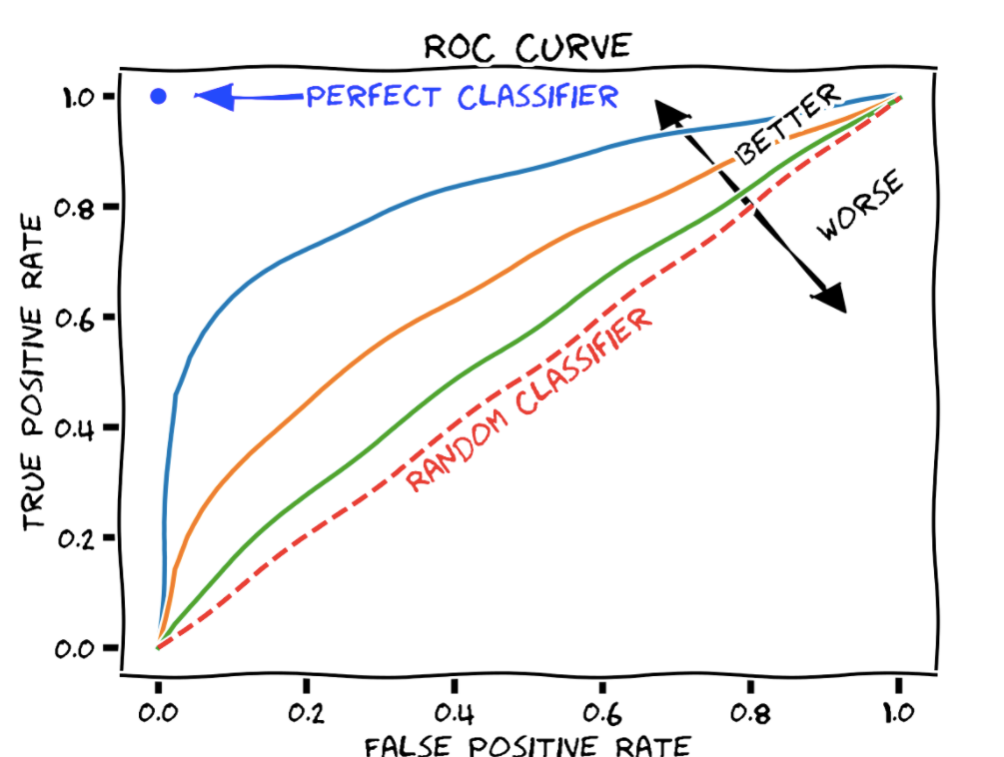 ROC CURVE
PERFECT CLASSIFIER
BETTER
WORSE
RANDOM CLASSIFIER
TRUE POSITIVE RATE
1.0
0.8
0.6
0.4
0.2
0.0
0.0 0.2 0.4 0.6 0.8 1.0
FALSE POSITIVE RATE